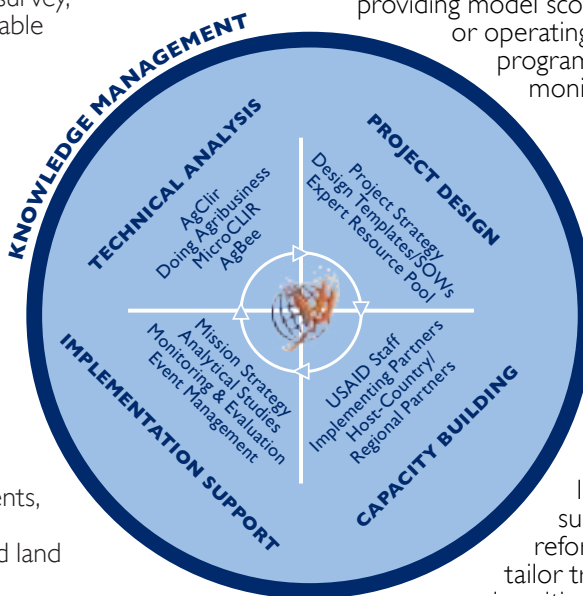 survey,
able
providing model sco
or operating
program
moni
KNOWLEDGE MANAGEMENT
TECHNICAL ANALYSIS
AgClir
Doing Agribusiness
MicroCLIR
AgBee
PROJECT DESIGN
Project Strategy
Design Templates/SOWs
Expert Resource Pool
IMPLEMENTATION SUPPORT
Mission Strategy
Analytical Studies
Monitoring & Evaluation
Event Management
CAPACITY BUILDING
USAID Staff
Implementing Partners
Host-Country/
Regional Partners
ents,
d land
I
su
refor
tailor tr